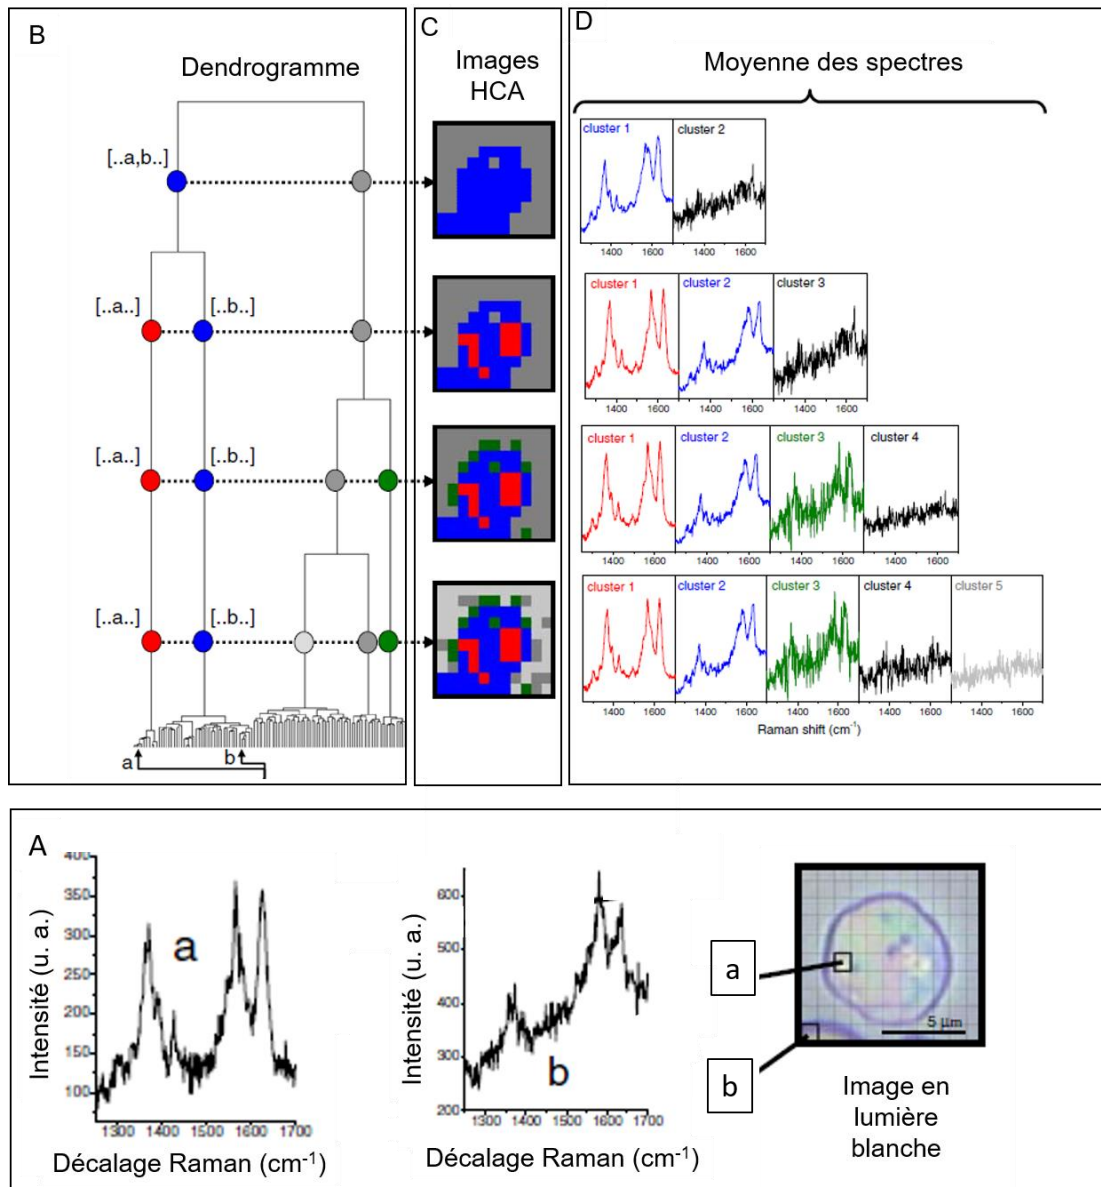 B
Dendrogramme
[..a,b..]
[..a..]
[..b..]
[..a..]
[..b..]
[..a..]
[..b..]
a
b
C
Images
HCA
D
Moyenne des spectres
cluster 1
cluster 2
1400
1600
1400
1600
cluster 1
cluster 2
cluster 3
1400
1600
1400
1600
1400
1600
cluster 1
cluster 2
cluster 3
cluster 4
1400
1600
1400
1600
1400
1600
1400
1600
cluster 1
cluster 2
cluster 3
cluster 4
cluster 5
1400
1600
1400
1600
1400
1600
1400
1600
1400
1600
Raman shift (cm⁻¹)
A
400
350
300
250
200
150
100
Intensité (u. a.)
a
1300 1400 1500 1600 1700
Décalage Raman (cm⁻¹)
600
500
400
300
200
Intensité (u. a.)
b
1300 1400 1500 1600 1700
Décalage Raman (cm⁻¹)
a
b
5 µm
Image en
lumière
blanche